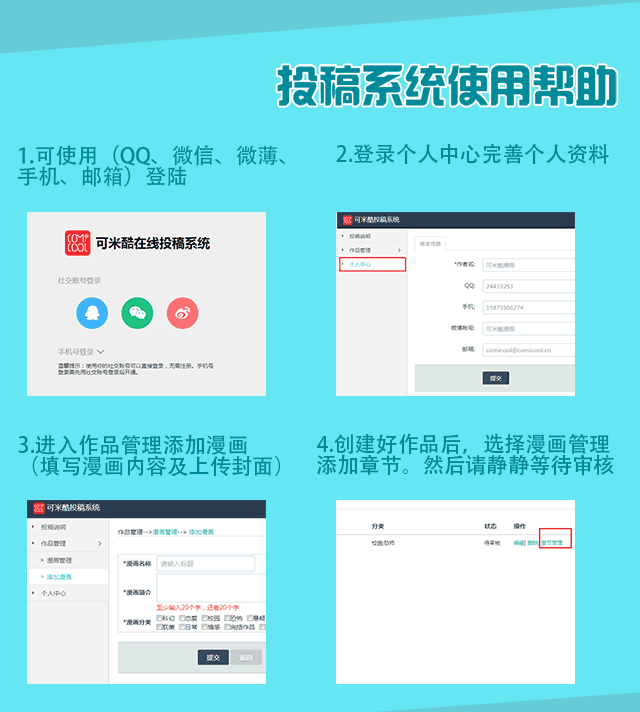 投稿系统使用帮助
1.可使用（QQ、微信、微薄、
手机、邮箱）登陆
2.登录个人中心完善个人资料
COMICOOL
可米酷在线投稿系统
社交账号登录
手机号登录
温馨提示：使用你的社交账号可以直接登录，无需注册。手机号
登录需先用社交账号登录后开通。
COMICOOL
可米酷投稿系统
投稿说明
作品管理
个人中心
修改信息
*作者名:
可米酷漫画
QQ:
24433253
手机:
15875506274
微博账号:
可米酷漫画
邮箱:
comicool@comicool.cn
提交
3.进入作品管理添加漫画
（填写漫画内容及上传封面）
4.创建好作品后，选择漫画管理
添加章节。然后请静静等待审核
可米酷投稿系统
投稿说明
作品管理
> 漫画管理
> 添加漫画
个人中心
作品管理-->漫画管理--> 添加漫画
*漫画名称
请输入标题
*漫画简介
至少输入20个字，还差20个字
*漫画分类
科幻 恋爱 校园 恐怖 悬疑
耽美 日常 情感 完结作品
提交
返回
分类 状态 操作
校园,恐怖 待审核 编辑| 删除| 章节管理